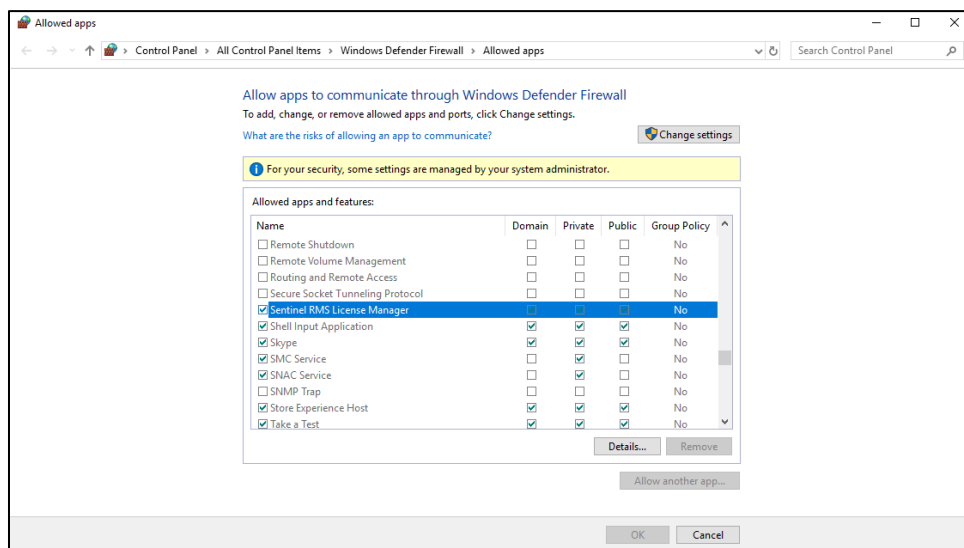 Allowed apps
Control Panel > All Control Panel Items > Windows Defender Firewall > Allowed apps
Search Control Panel
Allow apps to communicate through Windows Defender Firewall
To add, change, or remove allowed apps and ports, click Change settings.
What are the risks of allowing an app to communicate?
Change settings
For your security, some settings are managed by your system administrator.
Allowed apps and features:
Name Domain Private Public Group Policy
Remote Shutdown No
Remote Volume Management No
Routing and Remote Access No
Secure Socket Tunneling Protocol No
Sentinel RMS License Manager No
Shell Input Application No
Skype No
SMC Service No
SNAC Service No
SNMP Trap No
Store Experience Host No
Take a Test No
Details... Remove
Allow another app...
OK Cancel